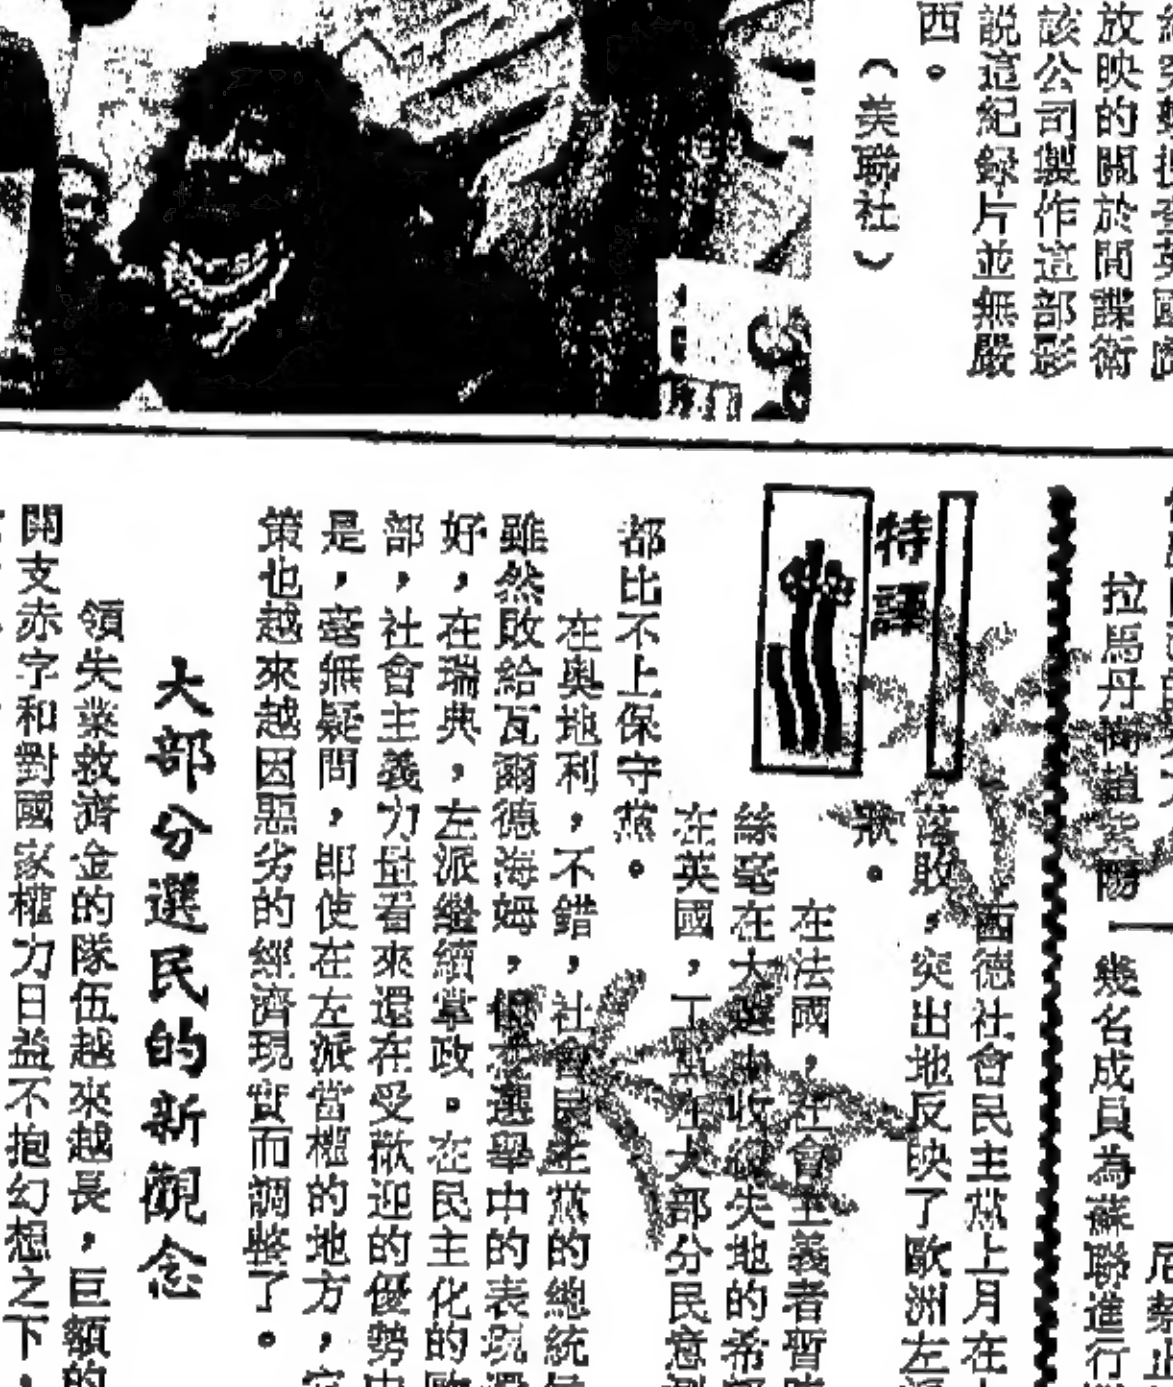 放映的關於間諜術
該公司製作這部影
説這紀録片並無嚴
西。
（美聯社）
拉馬丹
幾名成員為蘇聯進行
特譯
西德社會民主黨上月在
落敗，突出地反映了歐洲左
狀。
在法國，社會主義者暫時
絲毫在大選中收復失地的希
在英國，工黨在大部分民意
都比不上保守黨。
在奥地利，不錯，社會民主黨的總統
雖然敗給瓦爾德海姆，但在選舉中的表現
好，在瑞典，左派繼續掌政。在民主化的
部，社會主義力量看來還在受歡迎的優勢
是，毫無疑問，即使在左派當權的地方，
策也越來越因惡劣的經濟現實而調整了。
大部分選民的新觀念
領失業救濟金的隊伍越來越長，巨額的
開支赤字和對國家權力日益不抱幻想之下，